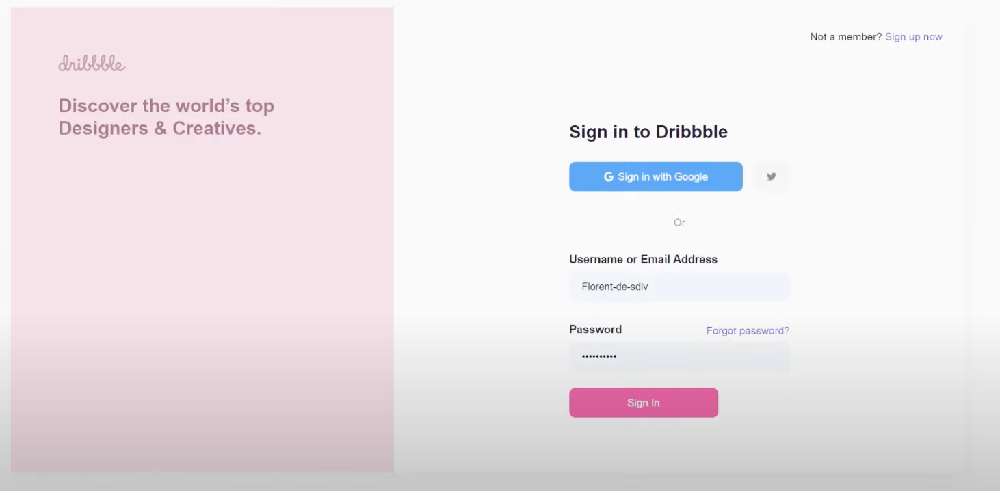 dribbble
Discover the world's top
Designers & Creatives.
Not a member? Sign up now
Sign in to Dribbble
Sign in with Google
Or
Username or Email Address
Florent-de-sdlv
Password
Forgot password?
••••••••••
Sign In